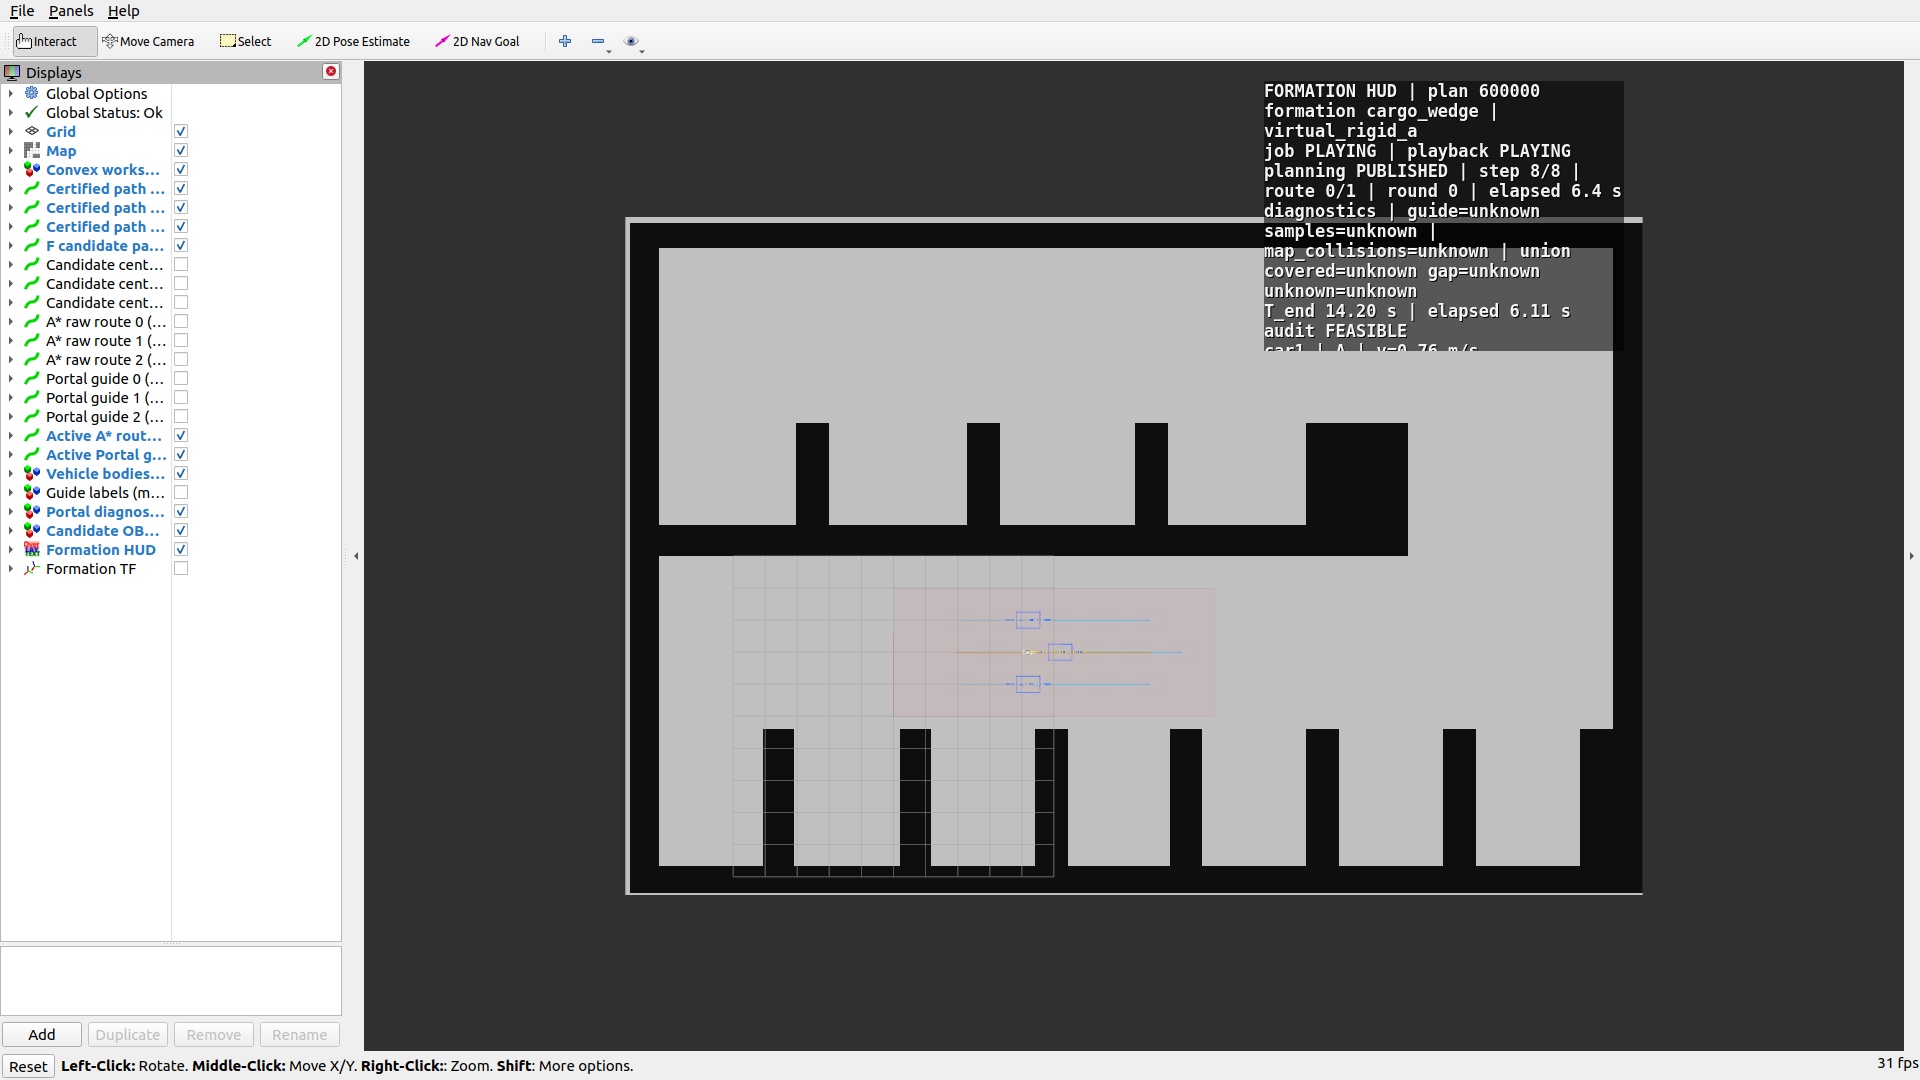 File Panels Help
Interact Move Camera Select 2D Pose Estimate 2D Nav Goal
Displays
Global Options
Global Status: Ok
Grid
Map
Convex works...
Certified path ...
Certified path ...
Certified path ...
F candidate pa...
Candidate cent...
Candidate cent...
Candidate cent...
A* raw route 0 (...
A* raw route 1 (...
A* raw route 2 (...
Portal guide 0 (...
Portal guide 1 (...
Portal guide 2 (...
Active A* rout...
Active Portal g...
Vehicle bodies...
Guide labels (m...
Portal diagnos...
Candidate OB...
Formation HUD
Formation TF
FORMATION HUD | plan 600000
formation cargo_wedge |
virtual_rigid_a
job PLAYING | playback PLAYING
planning PUBLISHED | step 8/8 |
route 0/1 | round 0 | elapsed 6.4 s
diagnostics | guide=unknown
samples=unknown |
map_collisions=unknown | union
covered=unknown gap=unknown
unknown=unknown
T_end 14.20 s | elapsed 6.11 s
audit FEASIBLE
car1 | A | v=0.76 m/s
Add Duplicate Remove Rename
Reset Left-Click: Rotate. Middle-Click: Move X/Y. Right-Click:: Zoom. Shift: More options.
31 fps